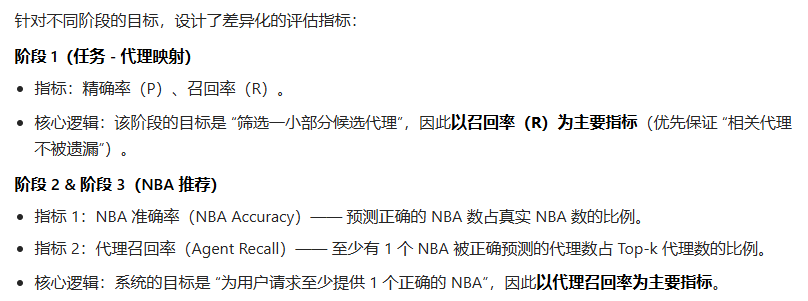 针对不同阶段的目标，设计了差异化的评估指标：
阶段 1（任务 - 代理映射）
• 指标：精确率（P）、召回率（R）。
• 核心逻辑：该阶段的目标是 “筛选一小部分候选代理”，因此以召回率（R）为主要指标（优先保证 “相关代理
不被遗漏”）。
阶段 2 & 阶段 3（NBA 推荐）
• 指标 1：NBA 准确率（NBA Accuracy）—— 预测正确的 NBA 数占真实 NBA 数的比例。
• 指标 2：代理召回率（Agent Recall）—— 至少有 1 个 NBA 被正确预测的代理数占 Top-k 代理数的比例。
• 核心逻辑：系统的目标是 “为用户请求至少提供 1 个正确的 NBA”，因此以代理召回率为主要指标。